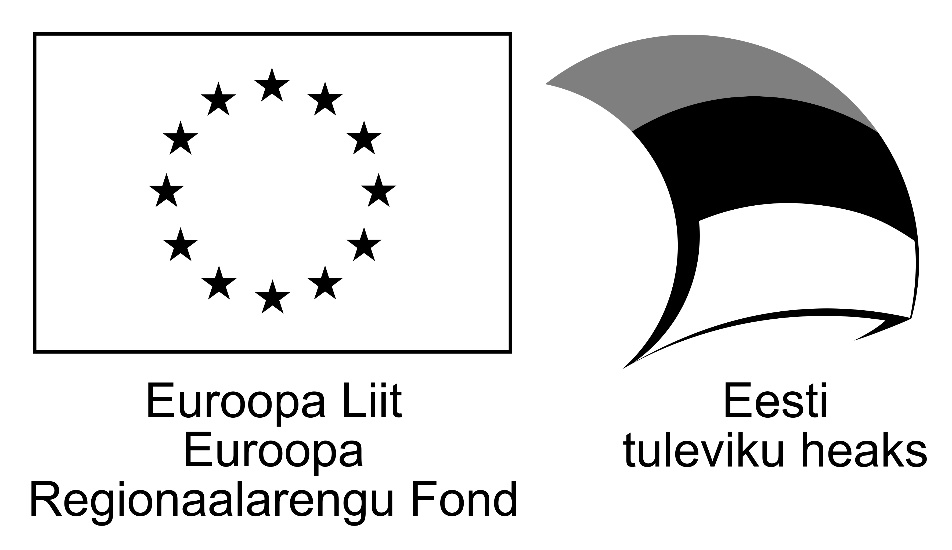 Euroopa Liit
Euroopa
Regionaalarengu Fond
Eesti
tuleviku heaks